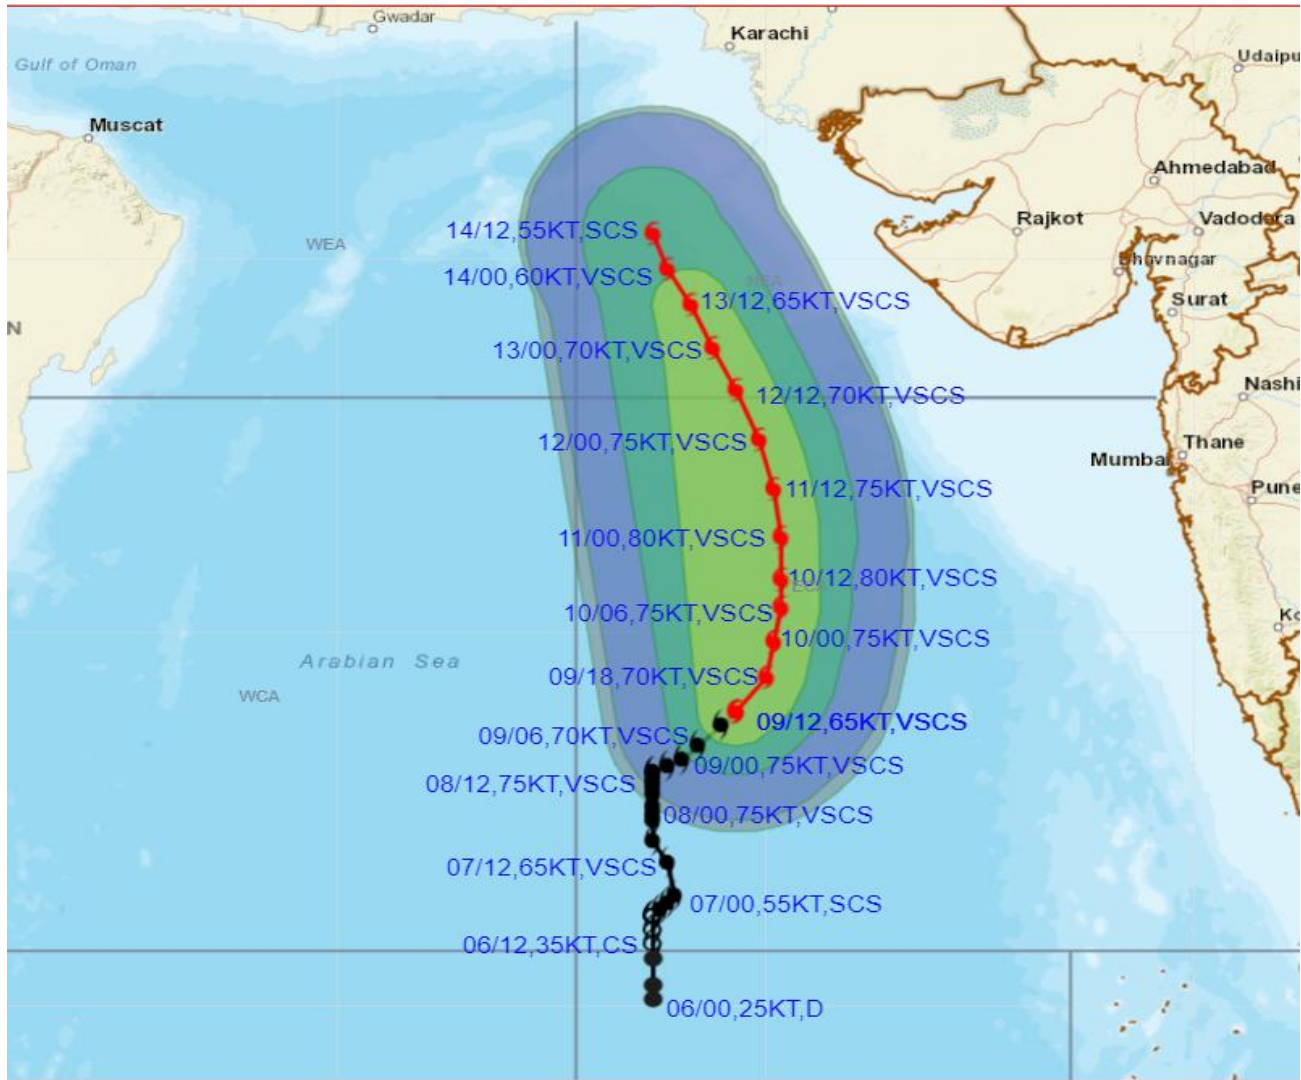 Gwadar
Karachi
Udaipu
Gulf of Oman
Muscat
Ahmedabad
Rajkot
Vadodara
14/12,55KT,SCS
WEA
Bhavnagar
14/00,60KT,VSCS
NEA
13/12,65KT,VSCS
Surat
N
13/00,70KT,VSCS
Nashi
12/12,70KT,VSCS
12/00,75KT,VSCS
Thane
Mumbai
11/12,75KT,VSCS
Pune
11/00,80KT,VSCS
10/12,80KT,VSCS
10/06,75KT,VSCS
Ko
10/00,75KT,VSCS
Arabian Sea
09/18,70KT,VSCS
WCA
09/12,65KT,VSCS
09/06,70KT,VSCS
09/00,75KT,VSCS
08/12,75KT,VSCS
08/00,75KT,VSCS
07/12,65KT,VSCS
07/00,55KT,SCS
06/12,35KT,CS
06/00,25KT,D